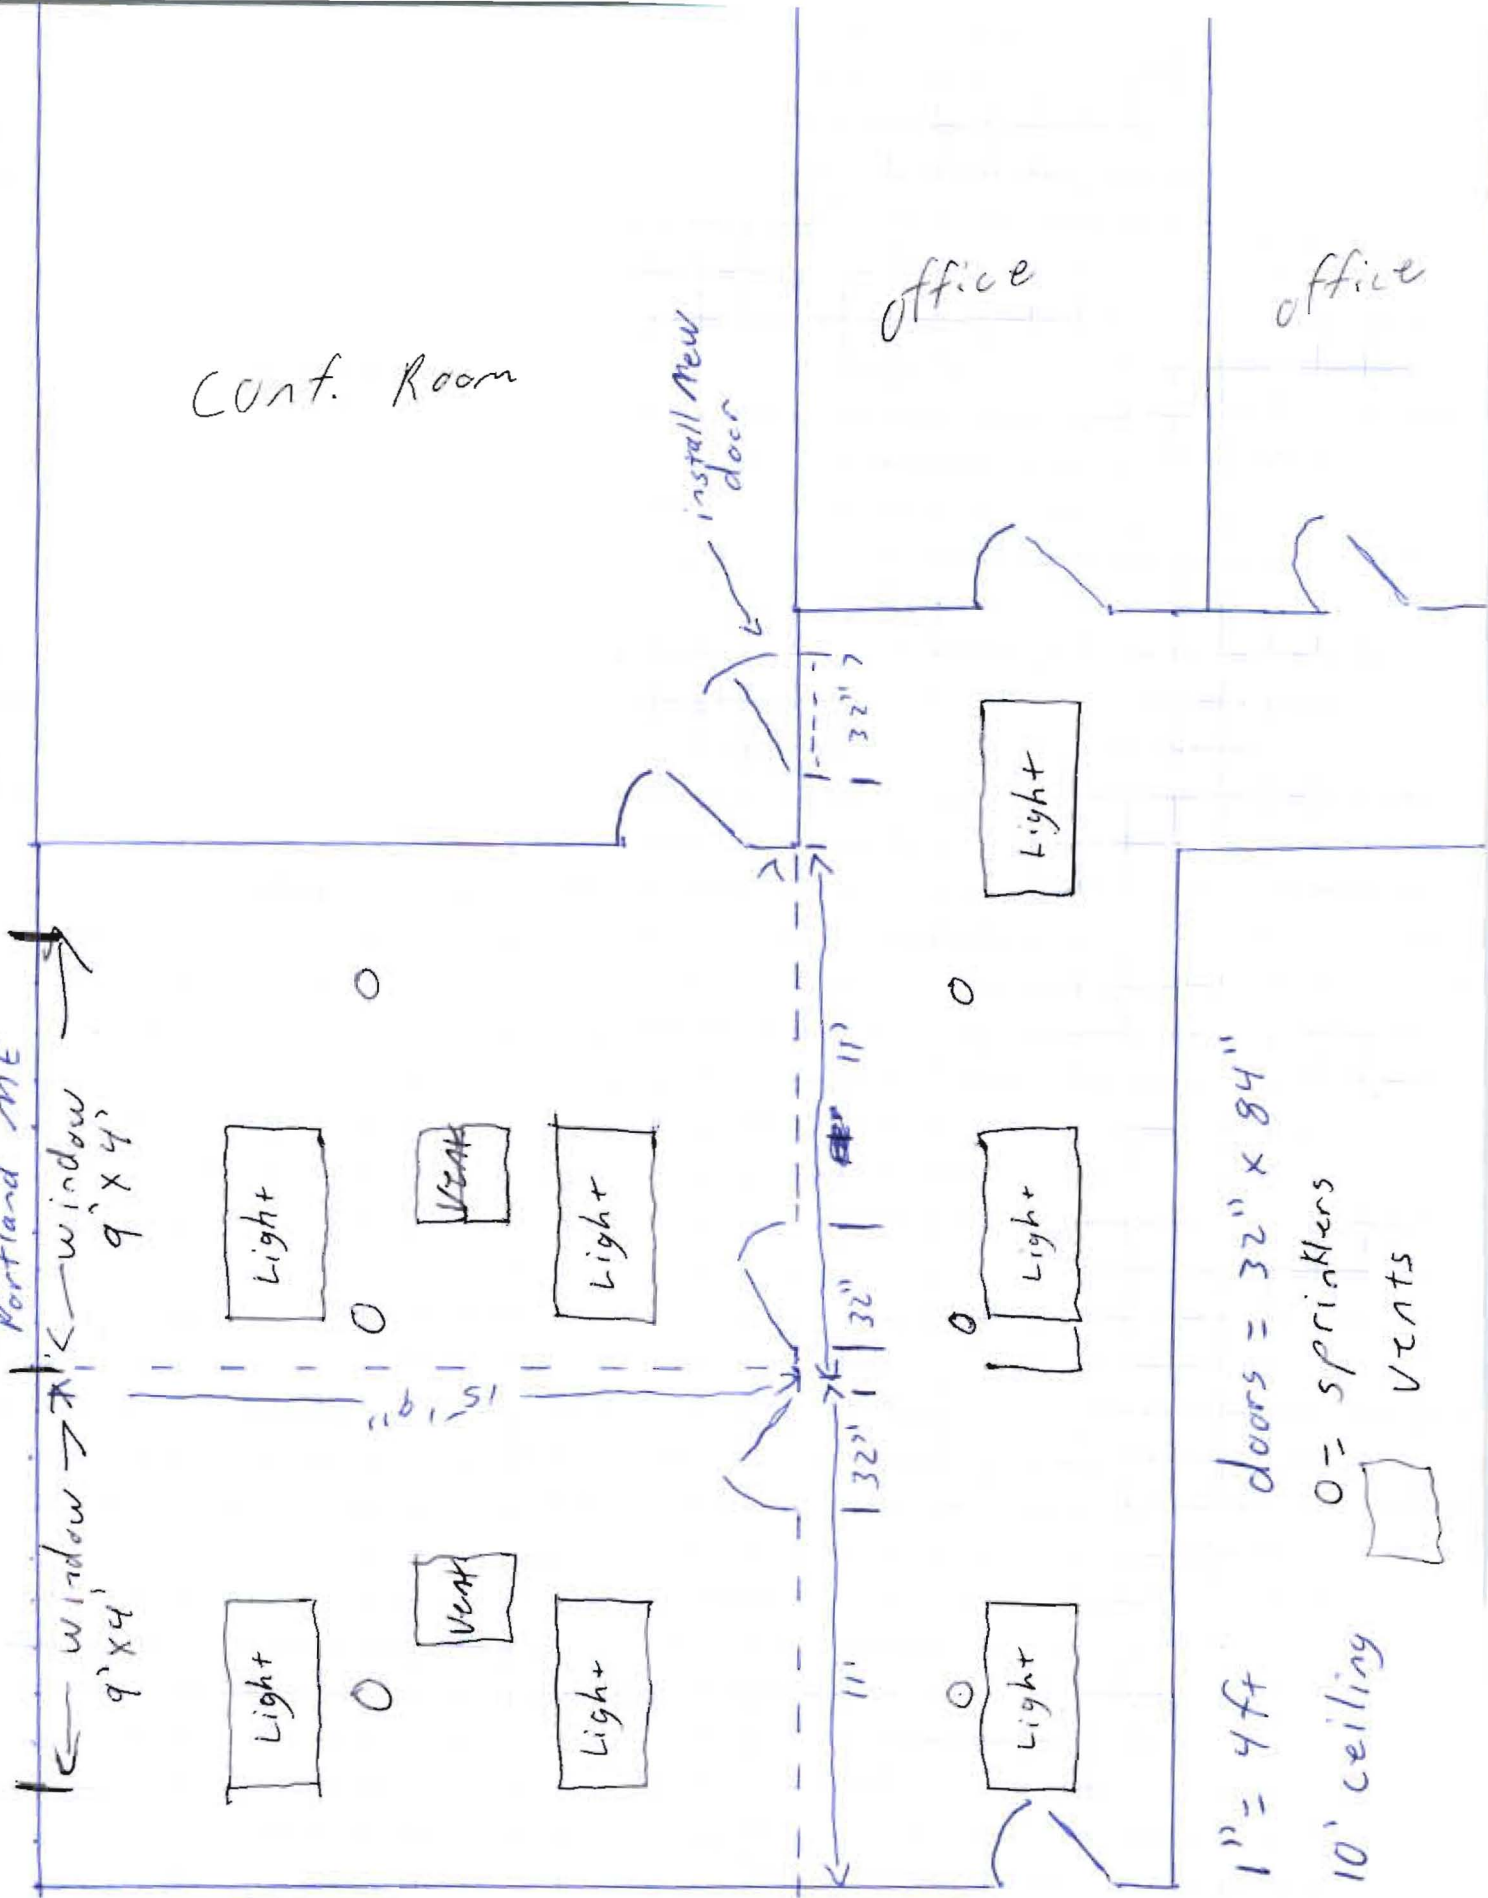 Portland ME
window
9' x 4'
window
9' x 4'
Conf. Room
install new
door
office
office
Light
Light
Light
Light
Vent
Vent
15'-9"
32"
32"
32"
11'
11'
Light
Light
Light
1" = 4 ft
doors = 32" x 84"
10' ceiling
O = sprinklers
vents